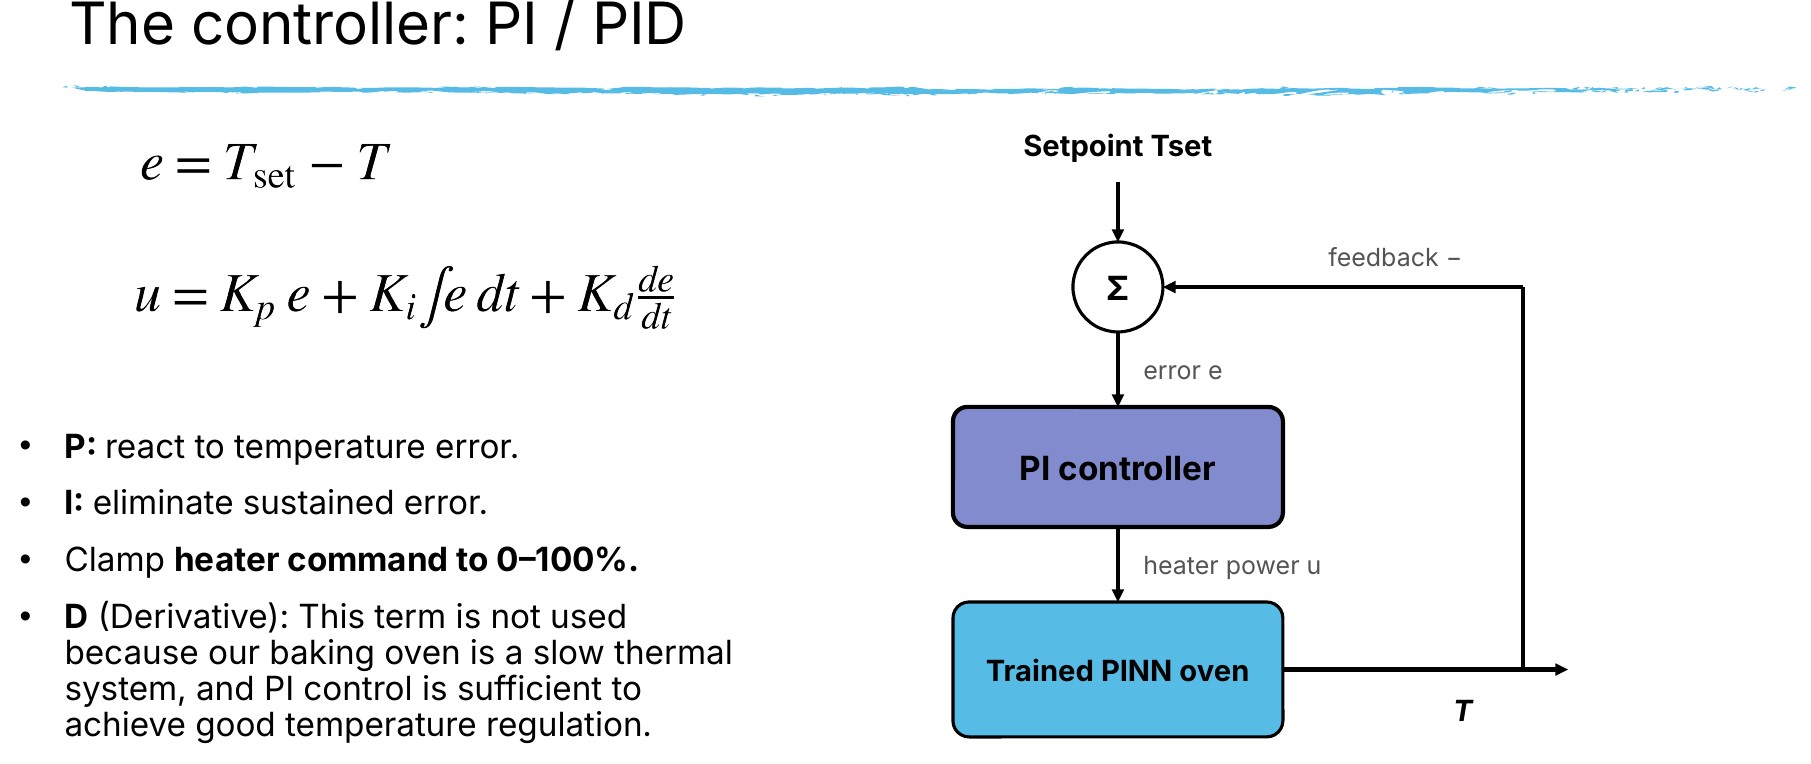 The controller: PI / PID
e = T_set − T
u = K_p e + K_i ∫e dt + K_d de/dt
• P: react to temperature error.
• I: eliminate sustained error.
• Clamp heater command to 0–100%.
• D (Derivative): This term is not used
because our baking oven is a slow thermal
system, and PI control is sufficient to
achieve good temperature regulation.
Setpoint Tset
Σ
feedback −
error e
PI controller
heater power u
Trained PINN oven
T